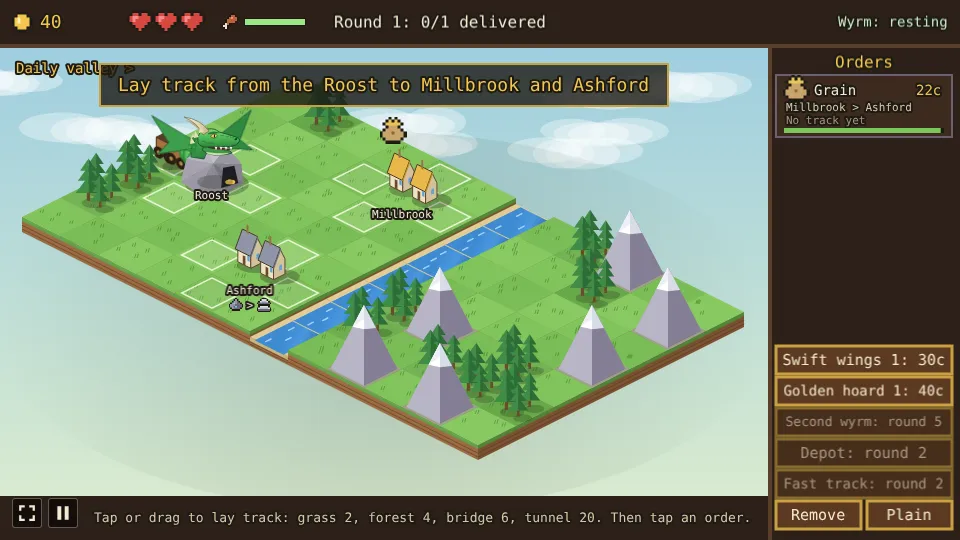 40
Round 1: 0/1 delivered
Wyrm: resting
Daily valley >
Lay track from the Roost to Millbrook and Ashford
Orders
Grain 22c
Millbrook > Ashford
No track yet
Roost
Millbrook
Ashford
>
Swift wings 1: 30c
Golden hoard 1: 40c
Second wyrm: round 5
Depot: round 2
Fast track: round 2
Remove Plain
Tap or drag to lay track: grass 2, forest 4, bridge 6, tunnel 20. Then tap an order.